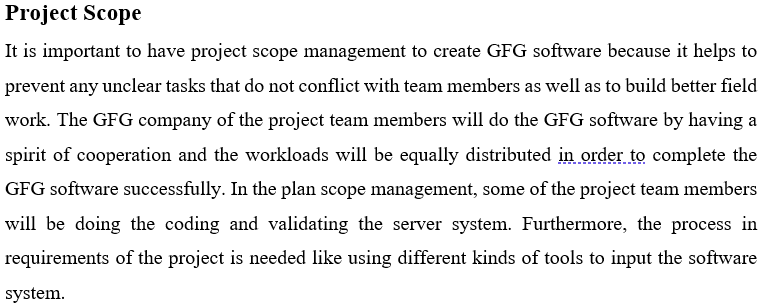 Project Scope
It is important to have project scope management to create GFG software because it helps to
prevent any unclear tasks that do not conflict with team members as well as to build better field
work. The GFG company of the project team members will do the GFG software by having a
spirit of cooperation and the workloads will be equally distributed in order to complete the
GFG software successfully. In the plan scope management, some of the project team members
will be doing the coding and validating the server system. Furthermore, the process in
requirements of the project is needed like using different kinds of tools to input the software
system.